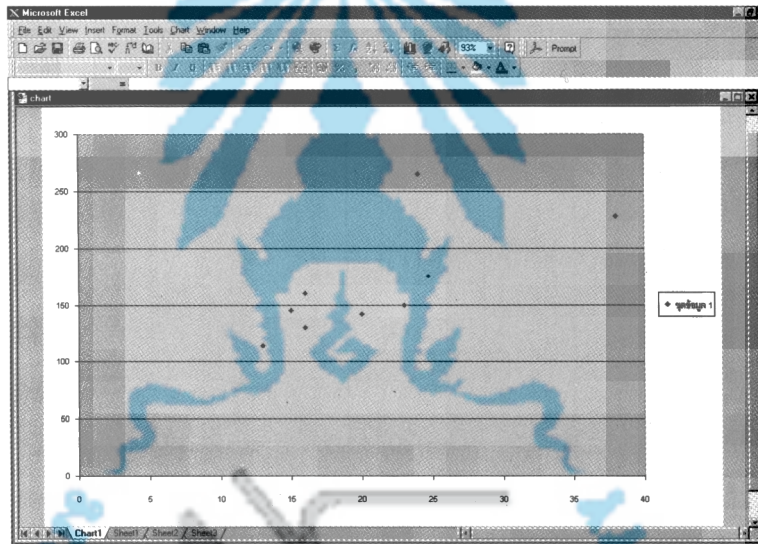 Microsoft Excel
File Edit View Insert Format Tools Chart Window Help
93% Prompt
=
chart
300
250
200
150
100
50
0
0 5 10 15 20 25 30 35 40
ชุดข้อมูล 1
Chart1 Sheet1 Sheet2 Sheet3